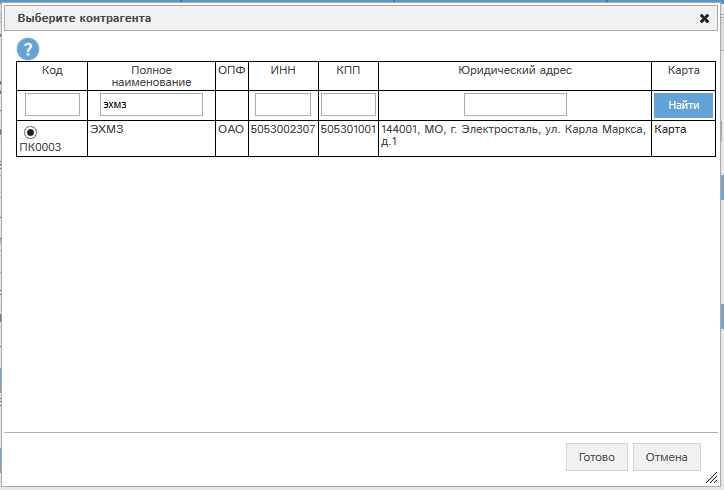 Выберите контрагента
?
Код Полное наименование ОПФ ИНН КПП Юридический адрес Карта
эхмз Найти
ПК0003 ЭХМЗ ОАО 5053002307 505301001 144001, МО, г. Электросталь, ул. Карла Маркса, Карта
д.1
Готово Отмена